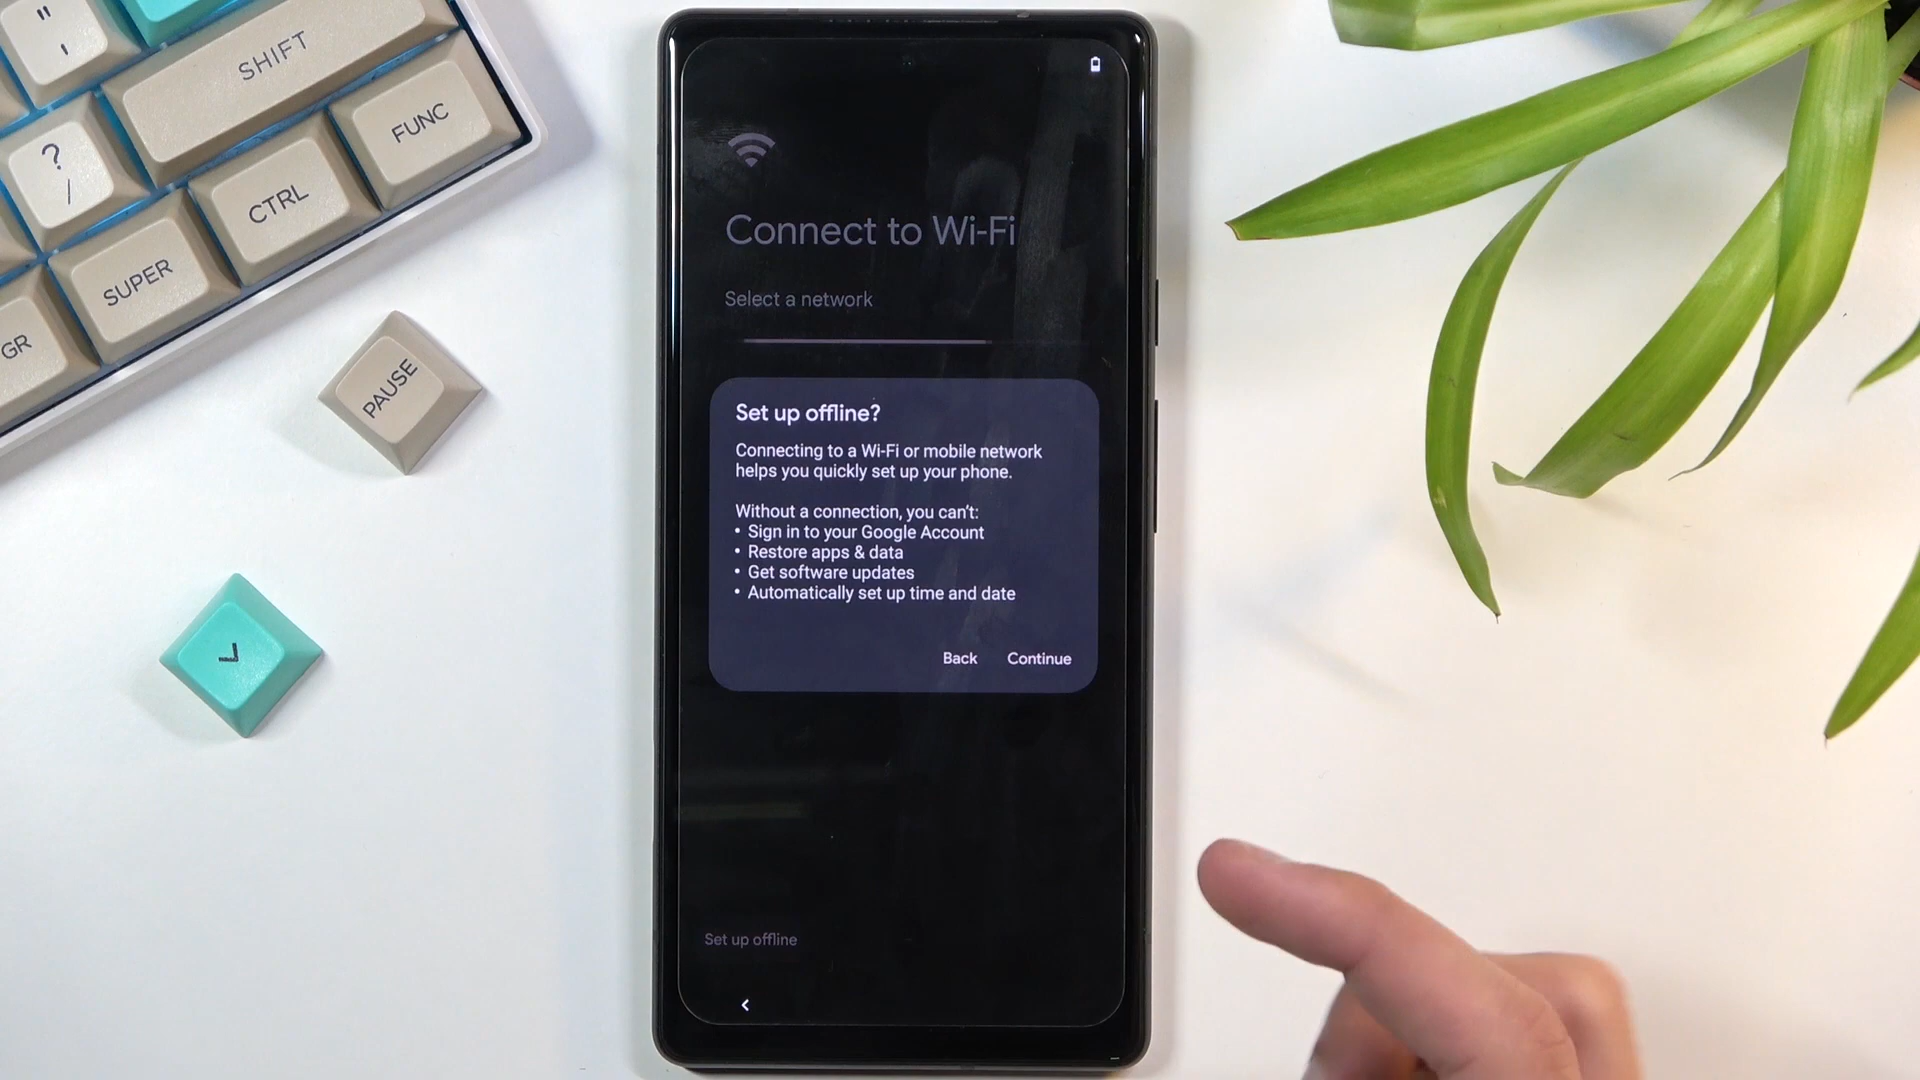 "
'
SHIFT
?
/
CTRL
FUNC
SUPER
GR
PAUSE
Connect to Wi-Fi
Select a network
Set up offline?
Connecting to a Wi-Fi or mobile network
helps you quickly set up your phone.
Without a connection, you can't:
• Sign in to your Google Account
• Restore apps & data
• Get software updates
• Automatically set up time and date
Back
Continue
Set up offline